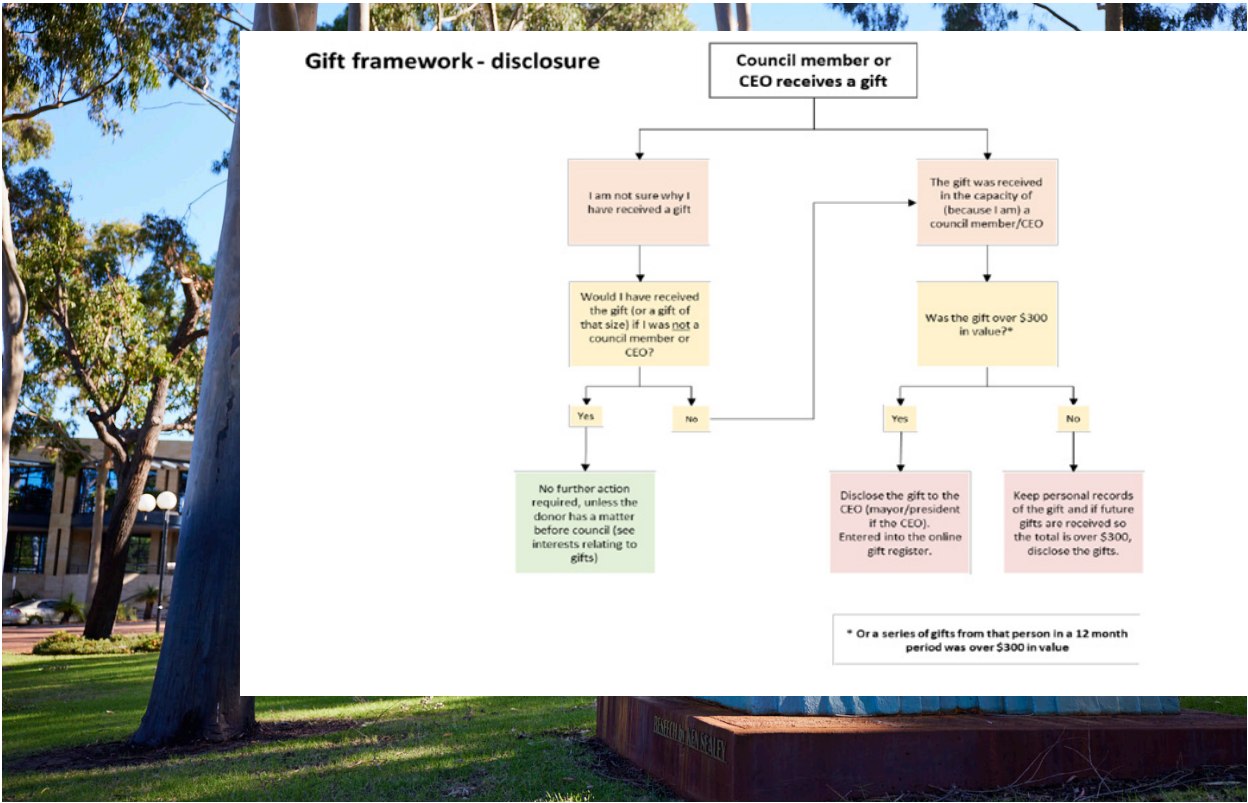 Gift framework - disclosure
Council member or
CEO receives a gift
I am not sure why I
have received a gift
The gift was received
in the capacity of
(because I am) a
council member/CEO
Would I have received
the gift (or a gift of
that size) if I was not a
council member or
CEO?
Was the gift over $300
in value?*
Yes
No
Yes
No
No further action
required, unless the
donor has a matter
before council (see
interests relating to
gifts)
Disclose the gift to the
CEO (mayor/president
if the CEO).
Entered into the online
gift register.
Keep personal records
of the gift and if future
gifts are received so
the total is over $300,
disclose the gifts.
* Or a series of gifts from that person in a 12 month
period was over $300 in value
KEN SEALEY